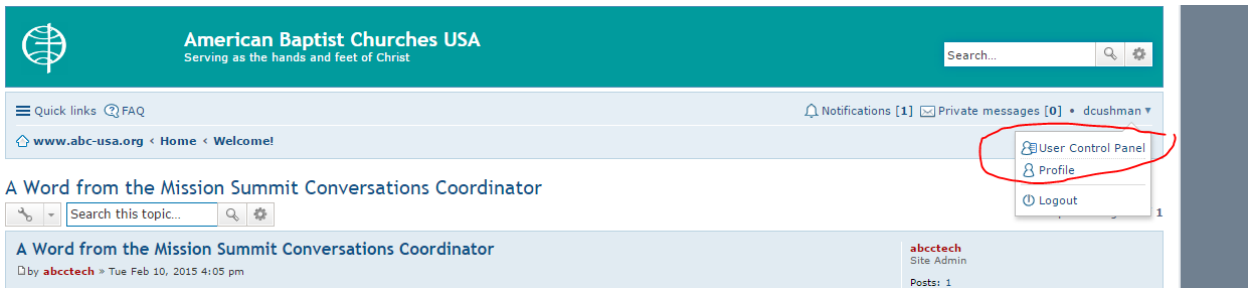 American Baptist Churches USA
Serving as the hands and feet of Christ
Search...
Quick links FAQ
Notifications [1] Private messages [0] • dcushman
www.abc-usa.org ‹ Home ‹ Welcome!
User Control Panel
Profile
Logout
A Word from the Mission Summit Conversations Coordinator
Search this topic...
1
A Word from the Mission Summit Conversations Coordinator
by abcctech » Tue Feb 10, 2015 4:05 pm
abcctech
Site Admin
Posts: 1